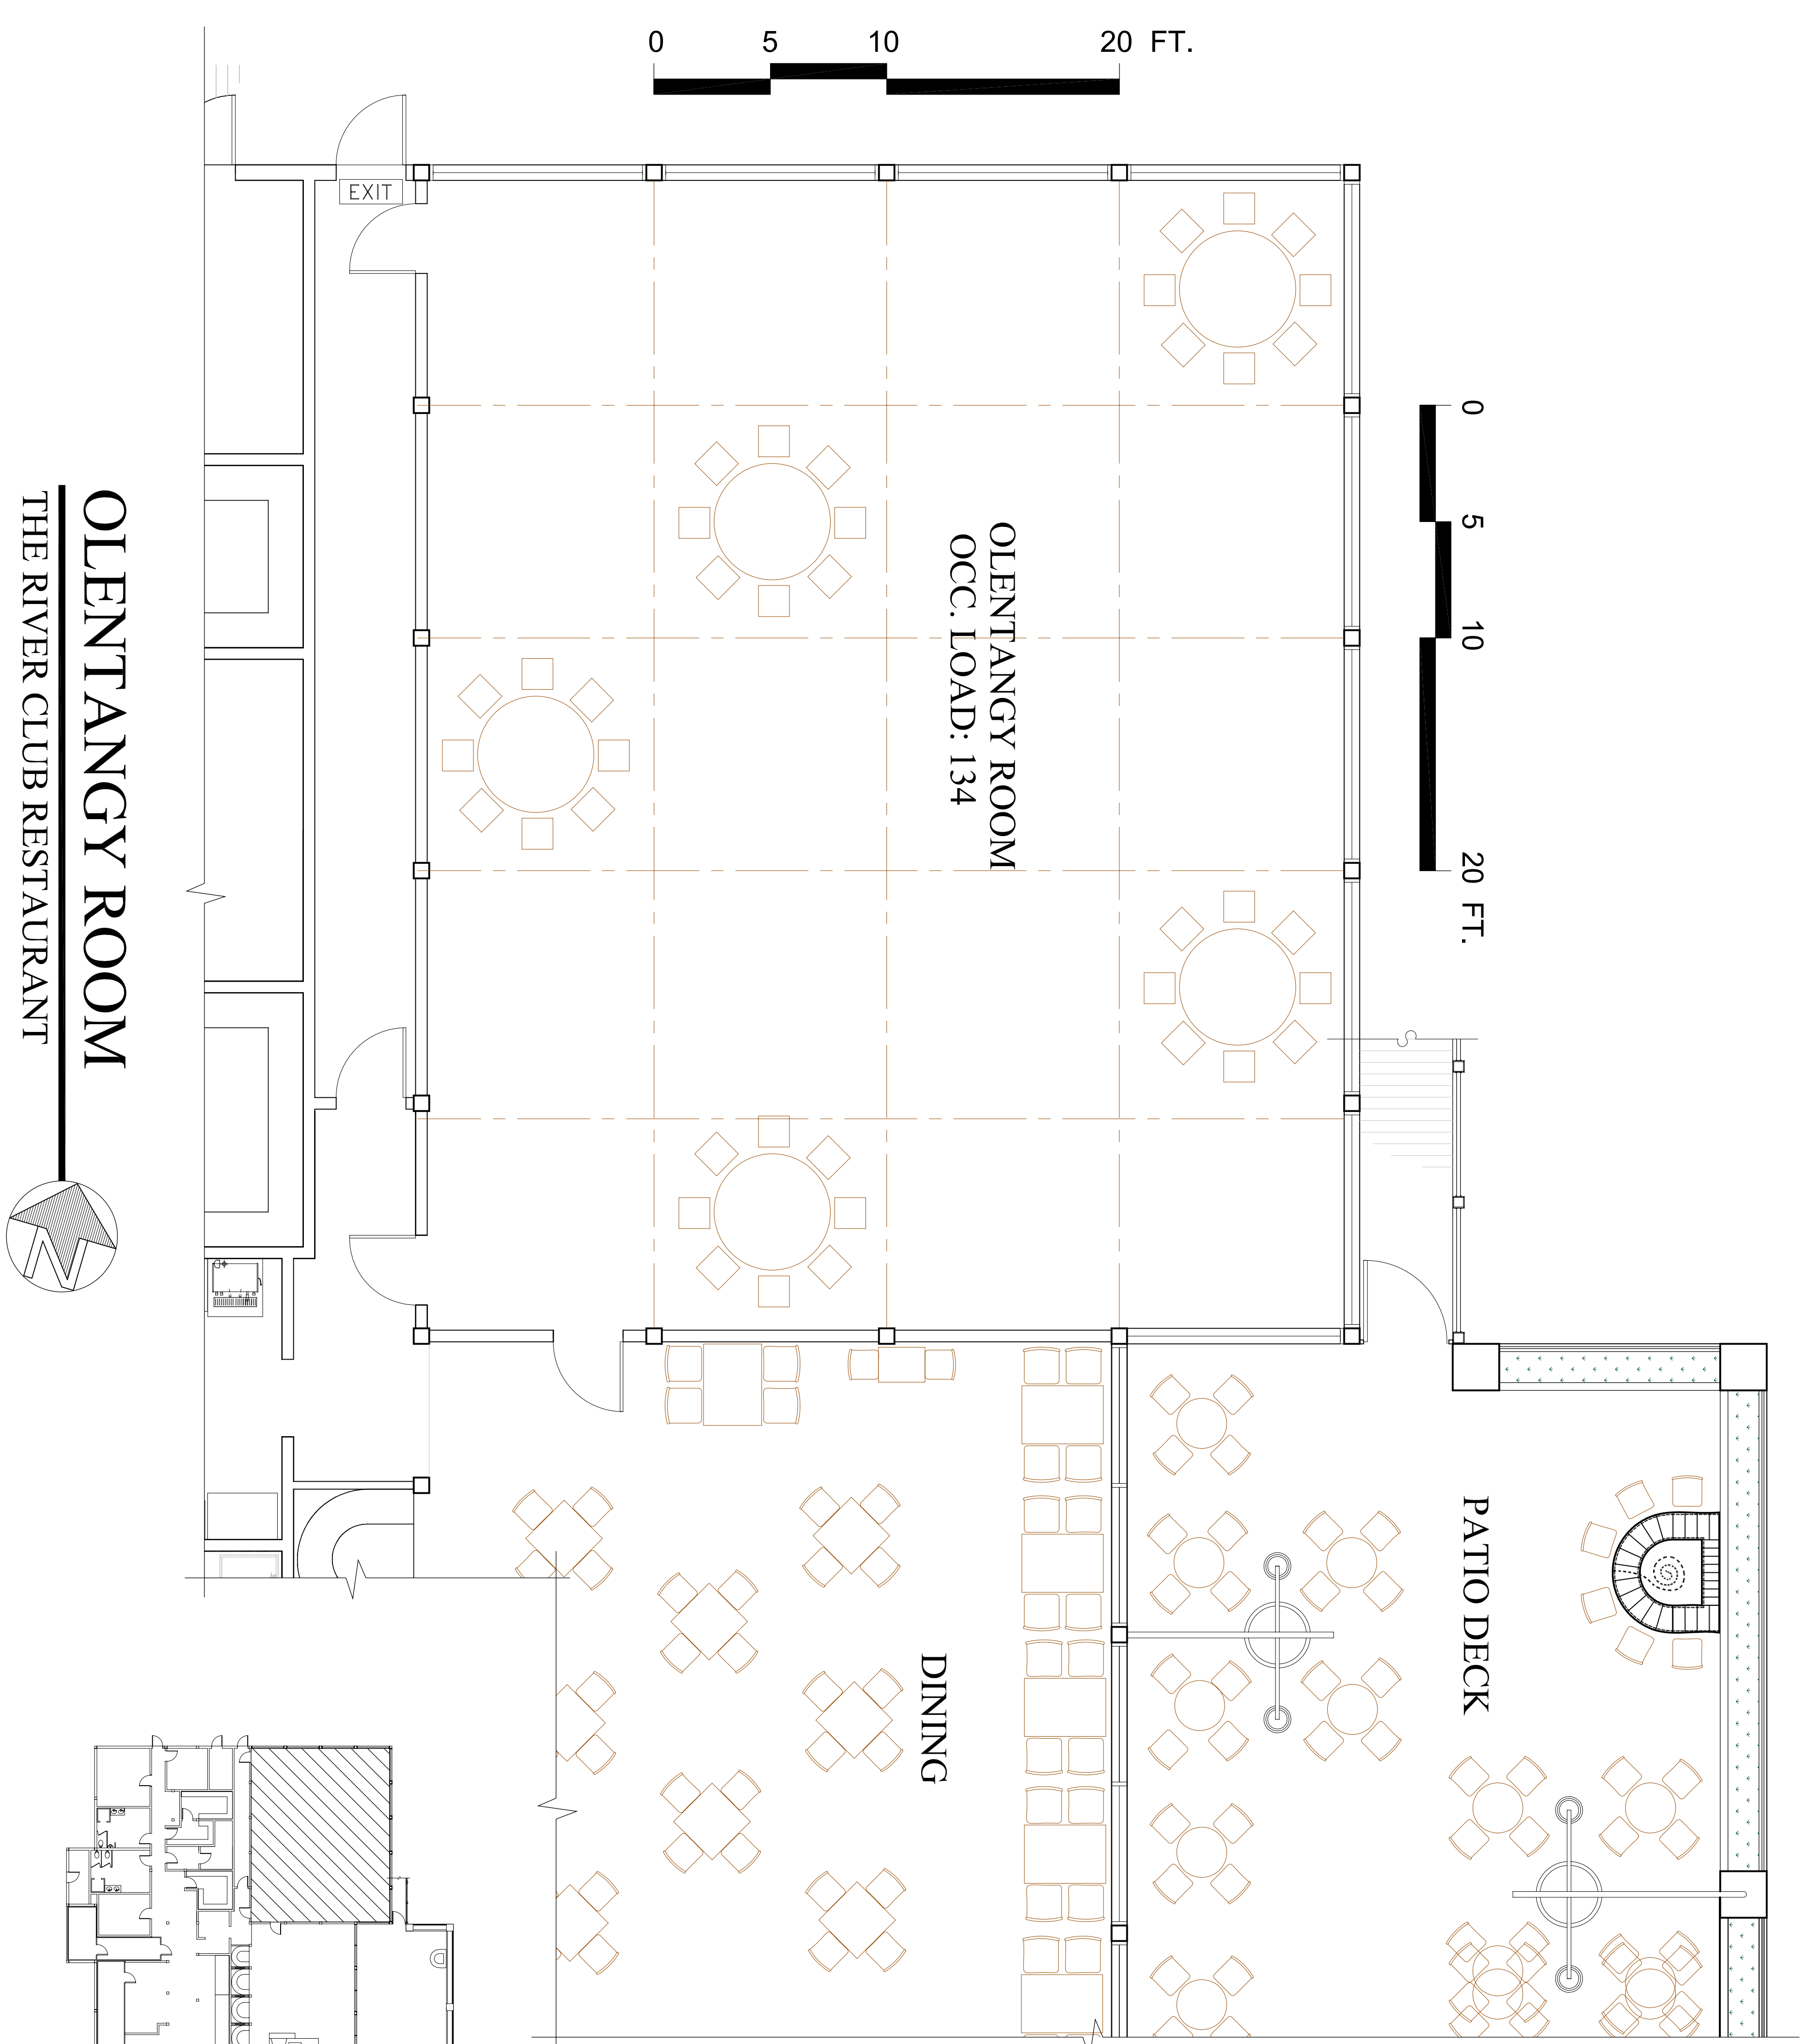 0 5 10 20 FT.
EXIT
0 5 10 20 FT.
OLENTANGY ROOM
OCC. LOAD: 134
OLENTANGY ROOM
THE RIVER CLUB RESTAURANT
N
PATIO DECK
DINING